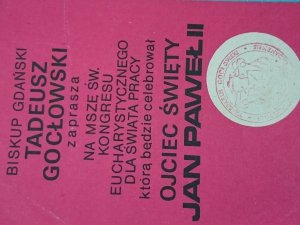 BISKUP GDAŃSKI
TADEUSZ
GOCŁOWSKI
zaprasza
NA MSZĘ ŚW.
KONGRESU
EUCHARYSTYCZNEGO
DLA ŚWIATA PRACY
którą będzie celebrował
OJCIEC ŚWIĘTY
JAN PAWEŁ II